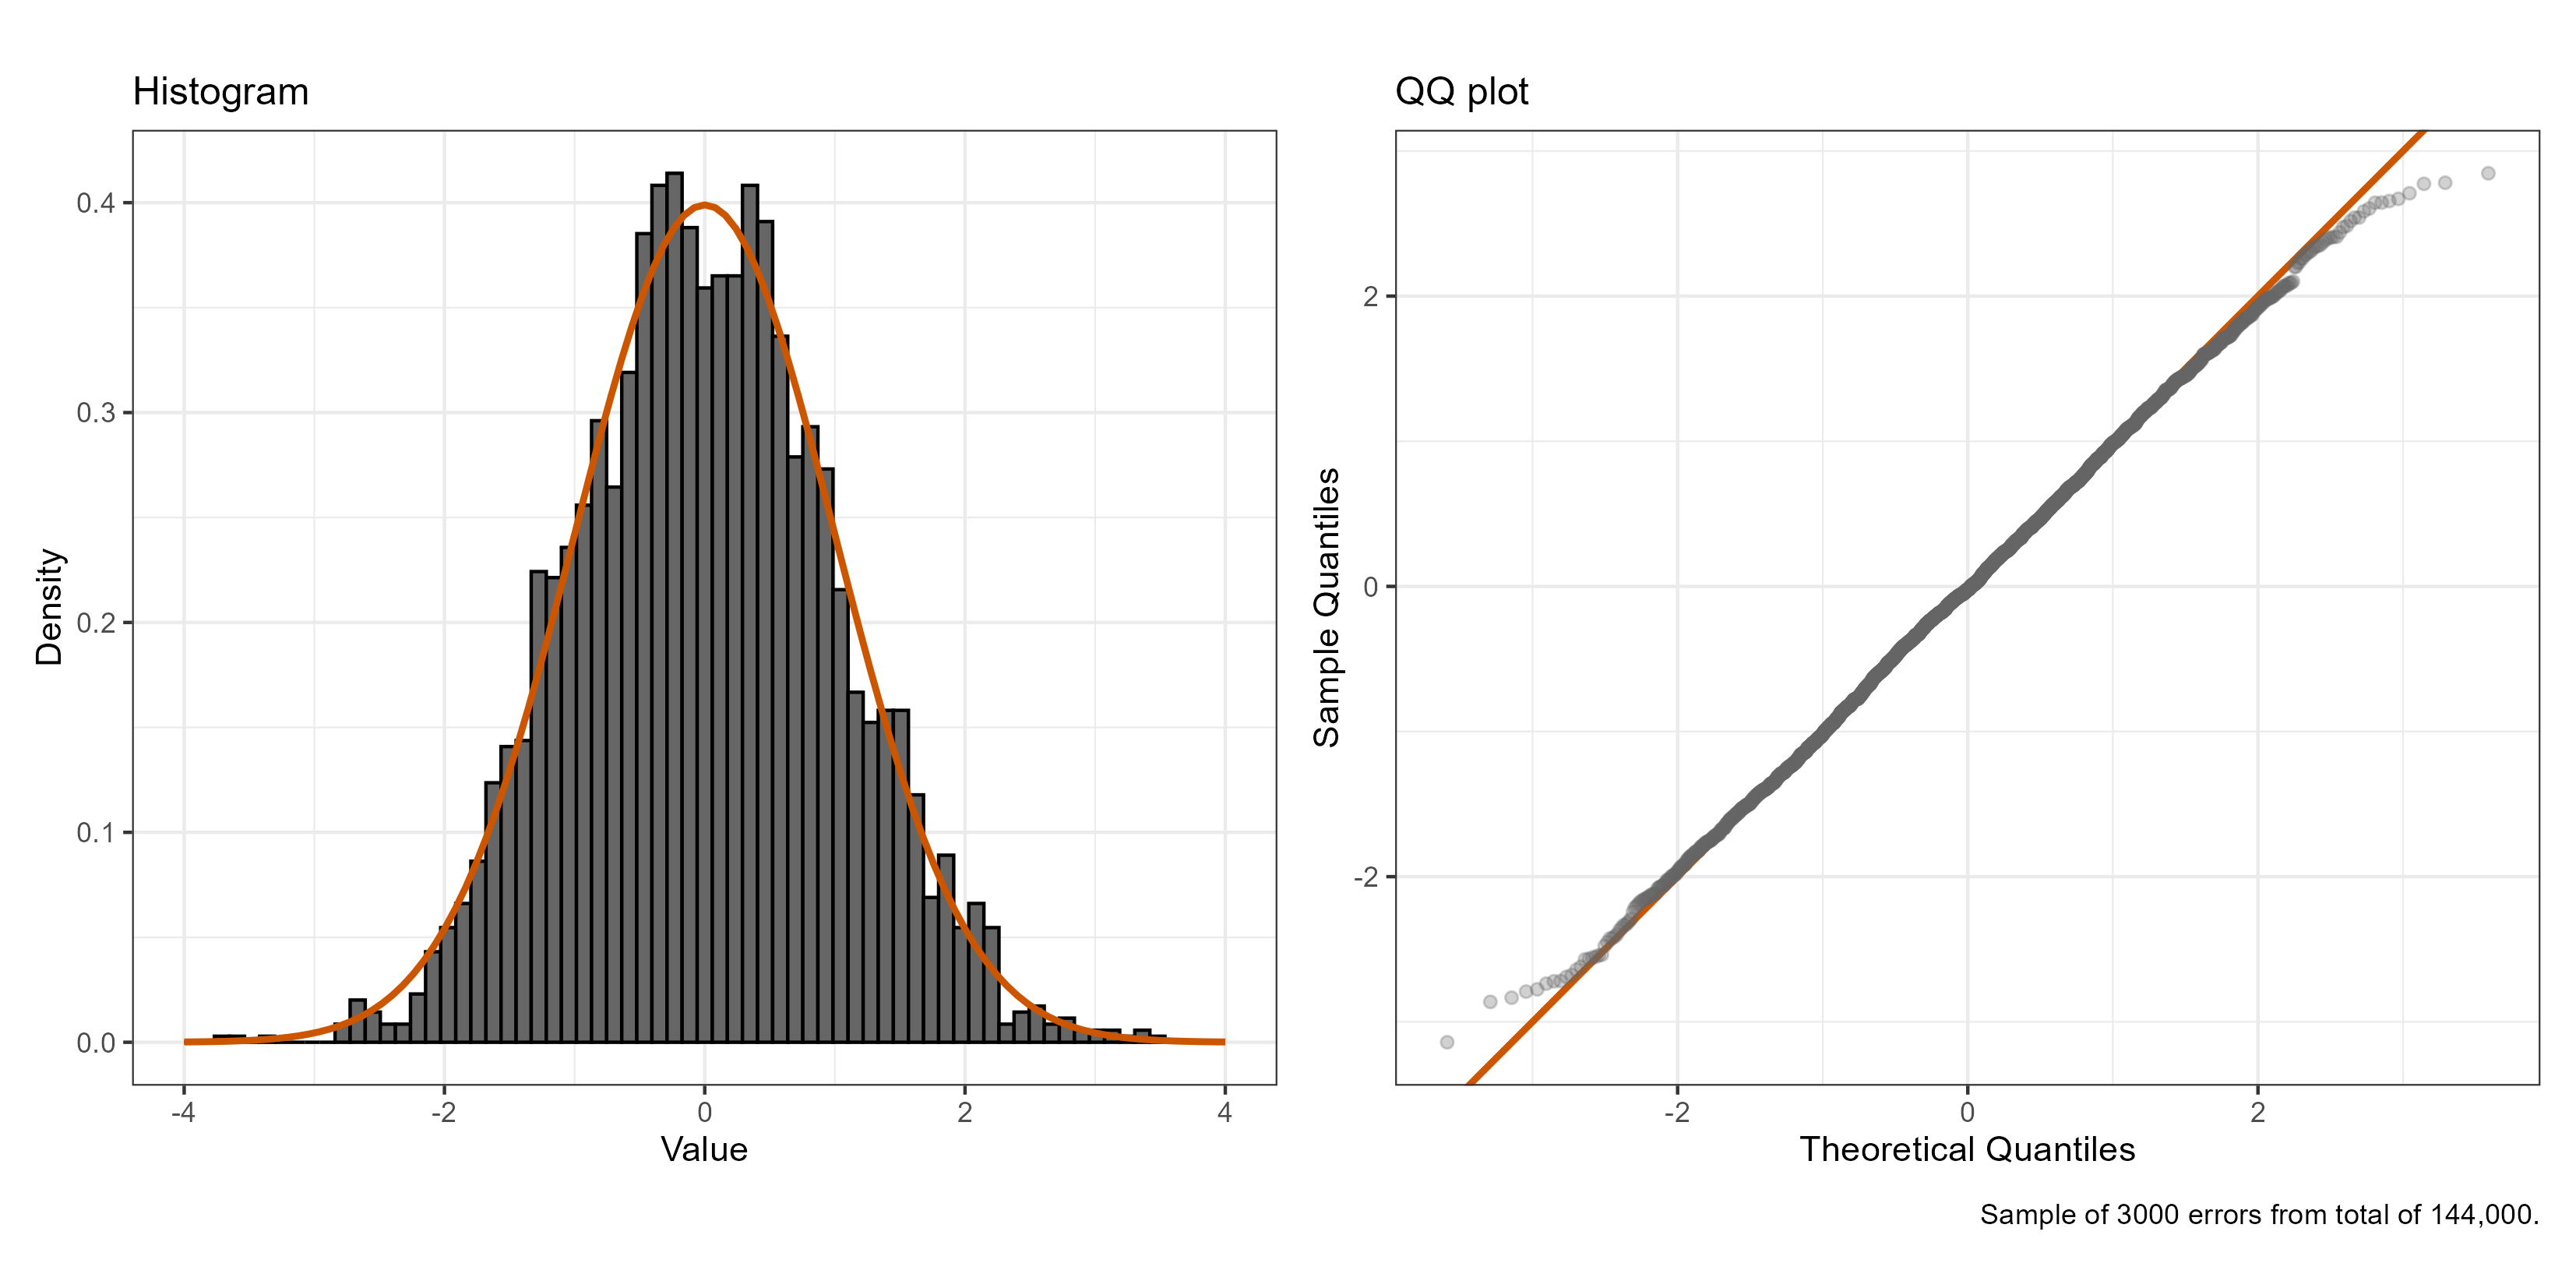 Histogram
QQ plot
Density
0.4
0.3
0.2
0.1
0.0
-4
-2
0
2
4
Value
Sample Quantiles
2
0
-2
-2
0
2
Theoretical Quantiles
Sample of 3000 errors from total of 144,000.